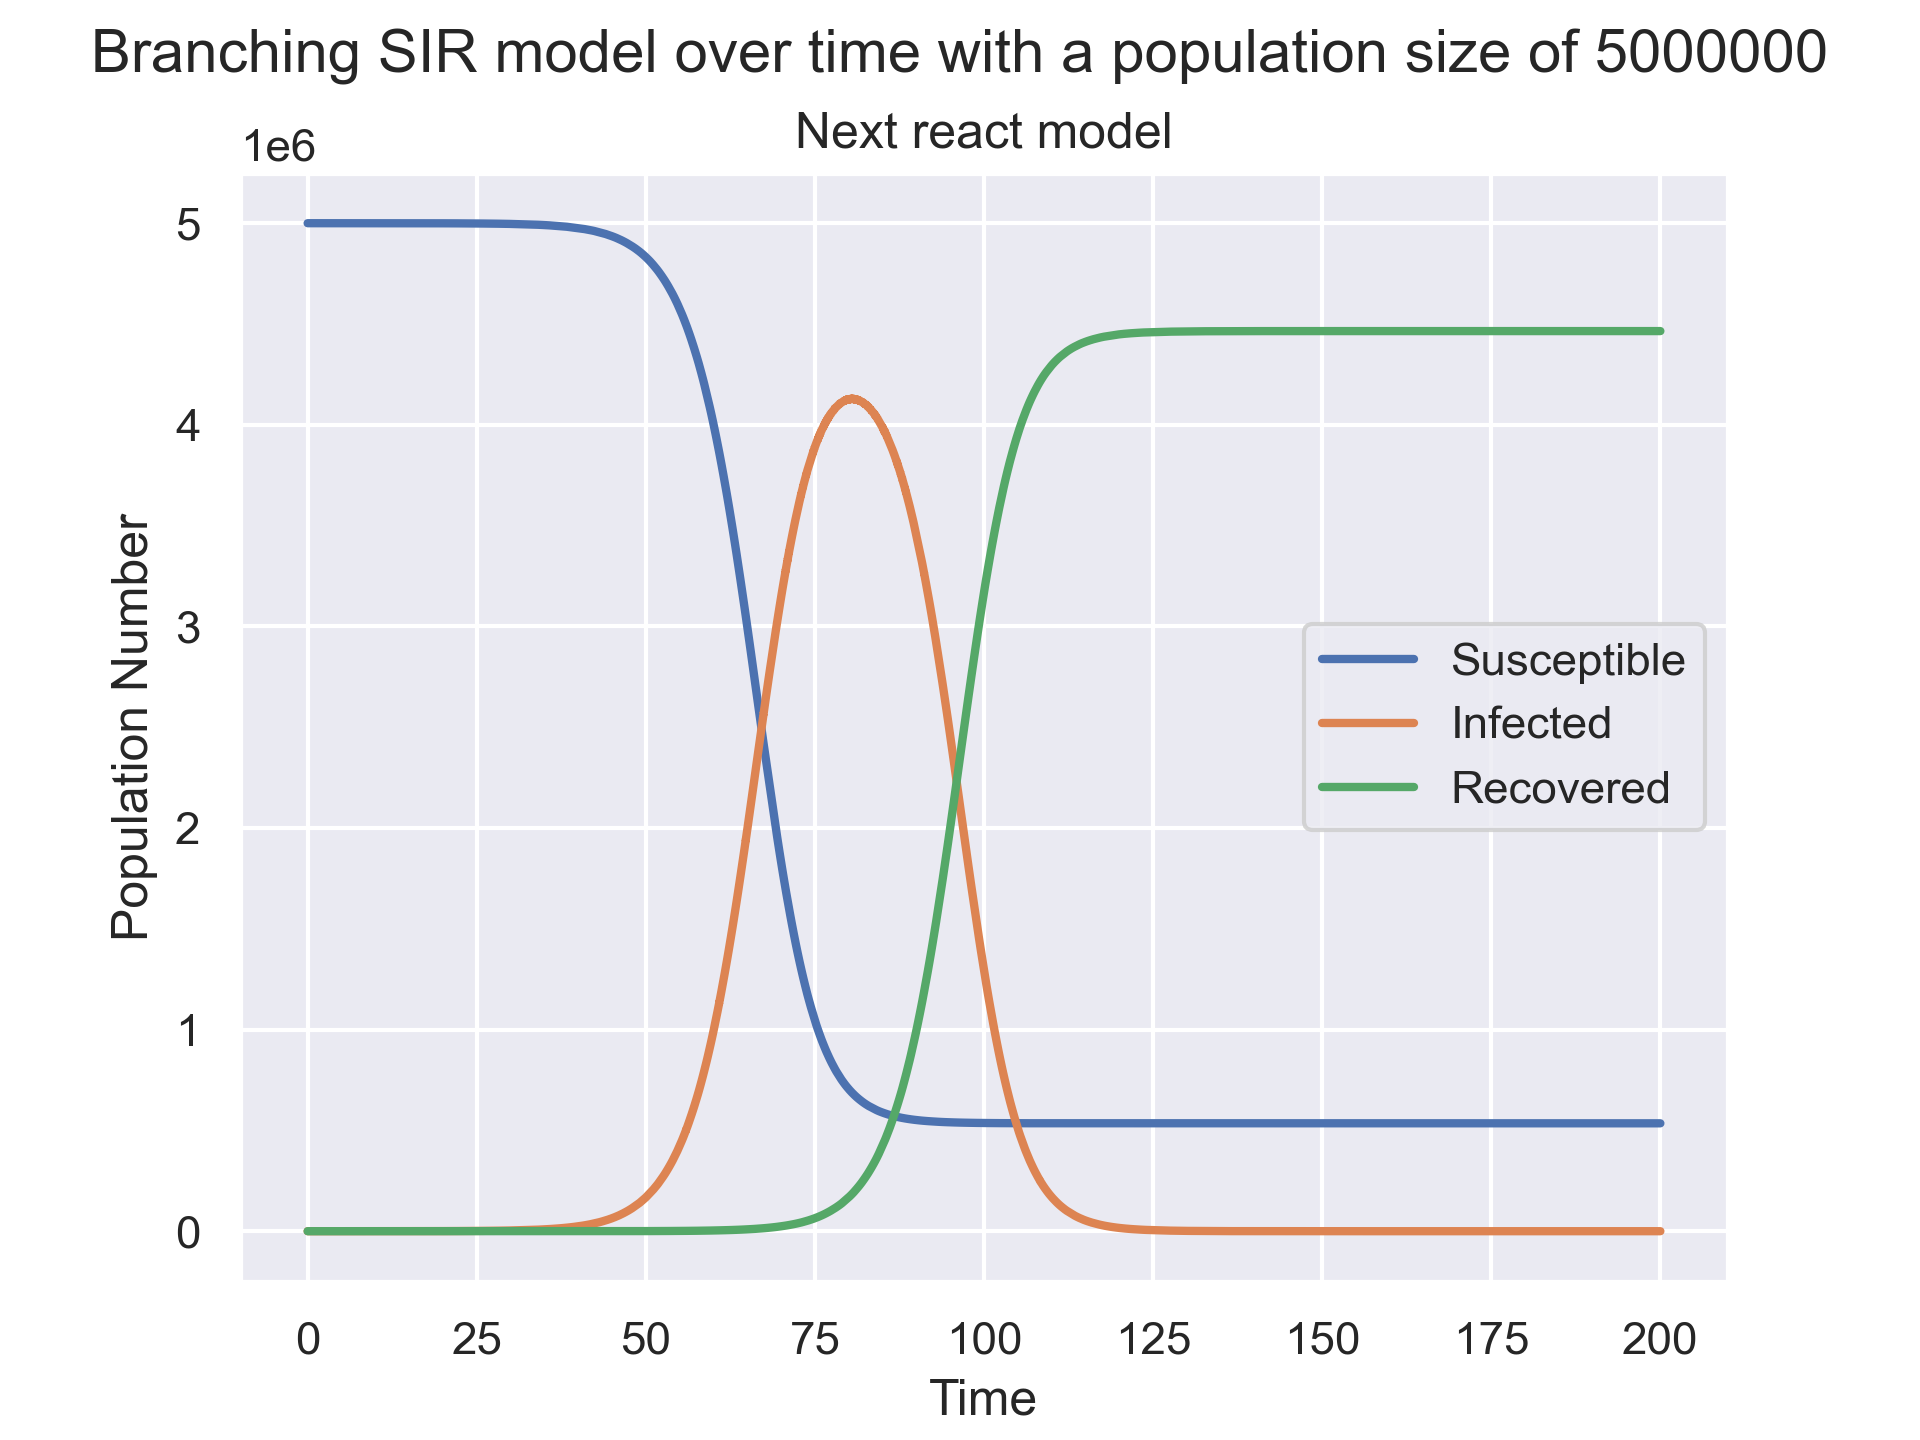 Branching SIR model over time with a population size of 5000000
Next react model
1e6
5
4
3
2
1
0
Population Number
Susceptible
Infected
Recovered
0 25 50 75 100 125 150 175 200
Time